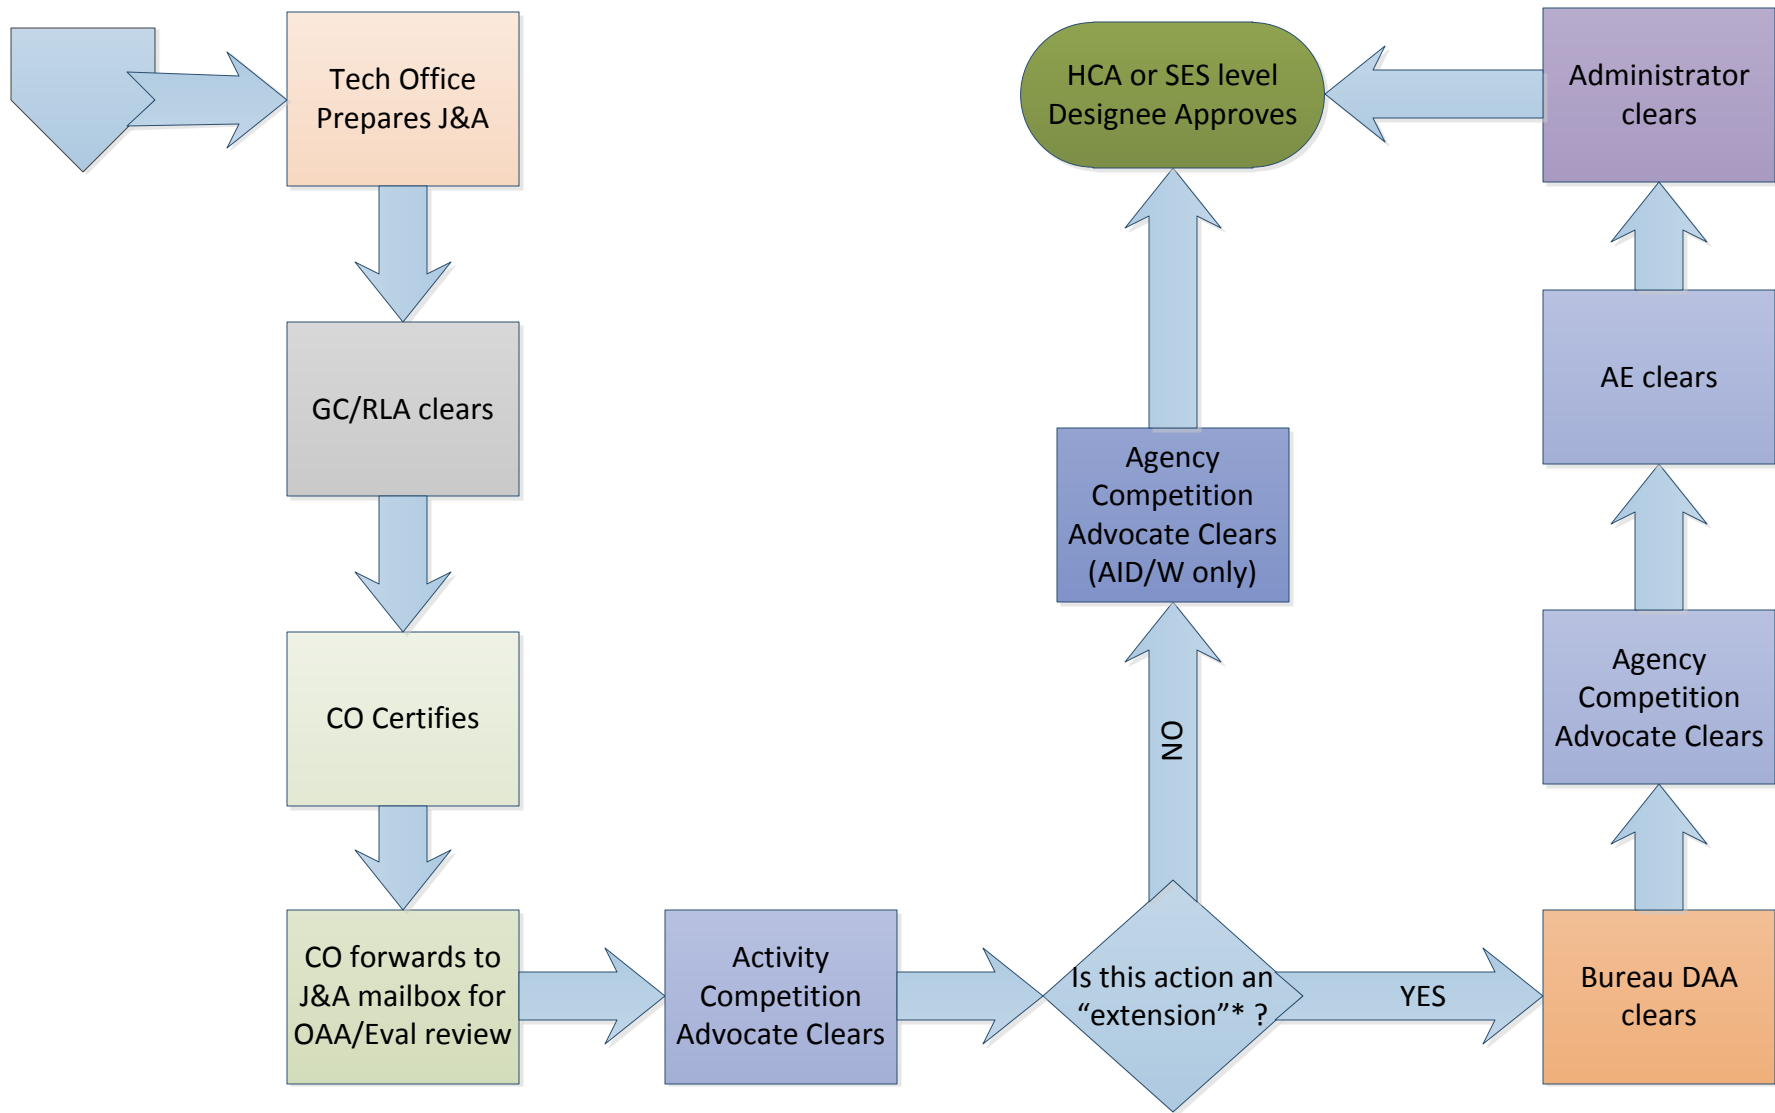 Tech Office
Prepares J&A
GC/RLA clears
CO Certifies
CO forwards to
J&A mailbox for
OAA/Eval review
Activity
Competition
Advocate Clears
Is this action an
“extension”* ?
NO
YES
Agency
Competition
Advocate Clears
(AID/W only)
HCA or SES level
Designee Approves
Bureau DAA
clears
Agency
Competition
Advocate Clears
AE clears
Administrator
clears